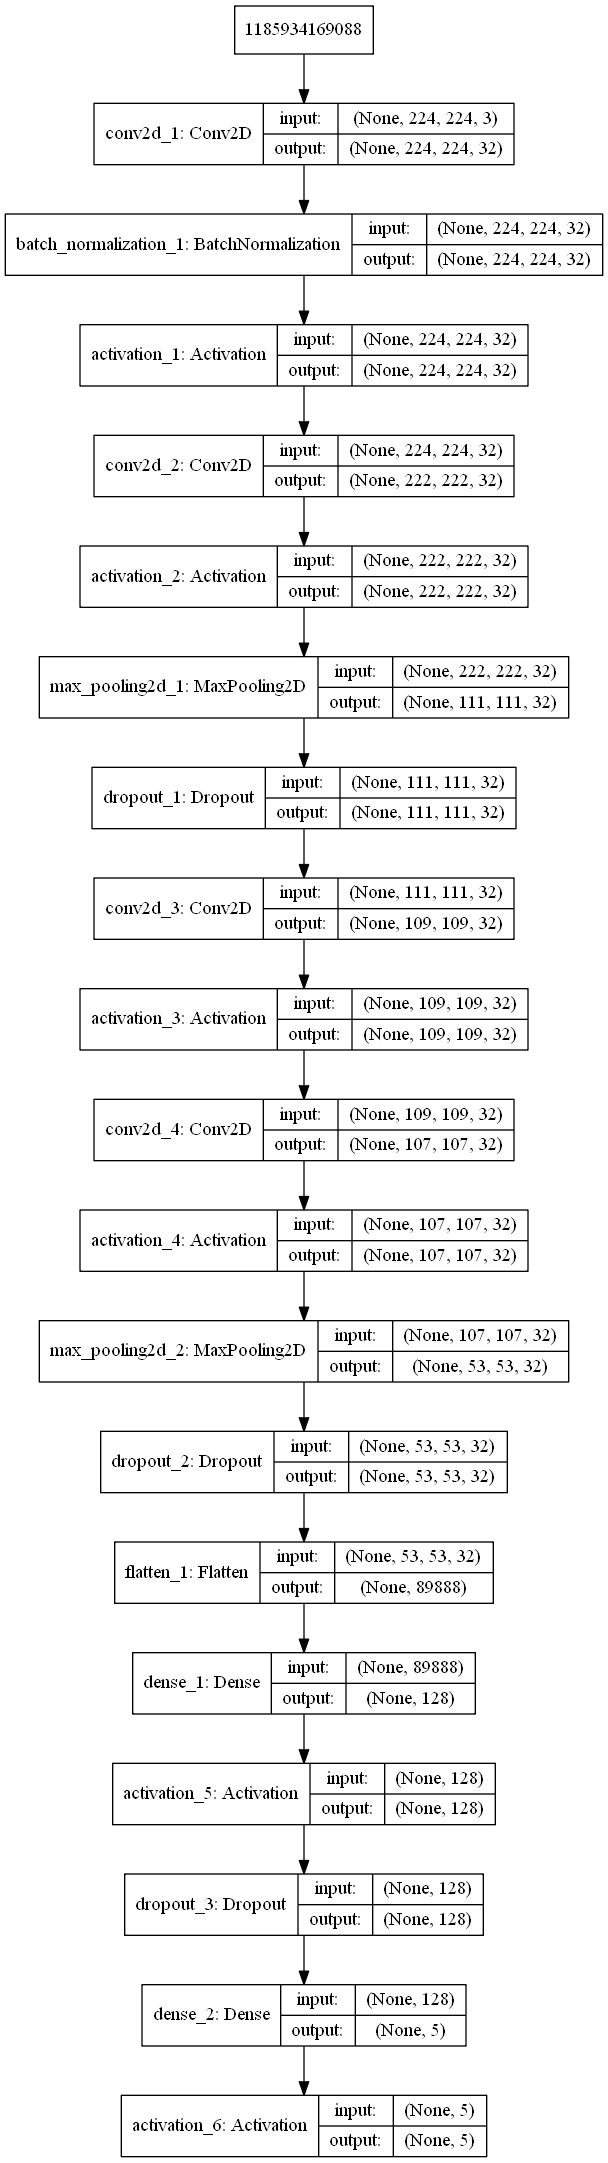 1185934169088
conv2d_1: Conv2D
input: (None, 224, 224, 3)
output: (None, 224, 224, 32)
batch_normalization_1: BatchNormalization
input: (None, 224, 224, 32)
output: (None, 224, 224, 32)
activation_1: Activation
input: (None, 224, 224, 32)
output: (None, 224, 224, 32)
conv2d_2: Conv2D
input: (None, 224, 224, 32)
output: (None, 222, 222, 32)
activation_2: Activation
input: (None, 222, 222, 32)
output: (None, 222, 222, 32)
max_pooling2d_1: MaxPooling2D
input: (None, 222, 222, 32)
output: (None, 111, 111, 32)
dropout_1: Dropout
input: (None, 111, 111, 32)
output: (None, 111, 111, 32)
conv2d_3: Conv2D
input: (None, 111, 111, 32)
output: (None, 109, 109, 32)
activation_3: Activation
input: (None, 109, 109, 32)
output: (None, 109, 109, 32)
conv2d_4: Conv2D
input: (None, 109, 109, 32)
output: (None, 107, 107, 32)
activation_4: Activation
input: (None, 107, 107, 32)
output: (None, 107, 107, 32)
max_pooling2d_2: MaxPooling2D
input: (None, 107, 107, 32)
output: (None, 53, 53, 32)
dropout_2: Dropout
input: (None, 53, 53, 32)
output: (None, 53, 53, 32)
flatten_1: Flatten
input: (None, 53, 53, 32)
output: (None, 89888)
dense_1: Dense
input: (None, 89888)
output: (None, 128)
activation_5: Activation
input: (None, 128)
output: (None, 128)
dropout_3: Dropout
input: (None, 128)
output: (None, 128)
dense_2: Dense
input: (None, 128)
output: (None, 5)
activation_6: Activation
input: (None, 5)
output: (None, 5)